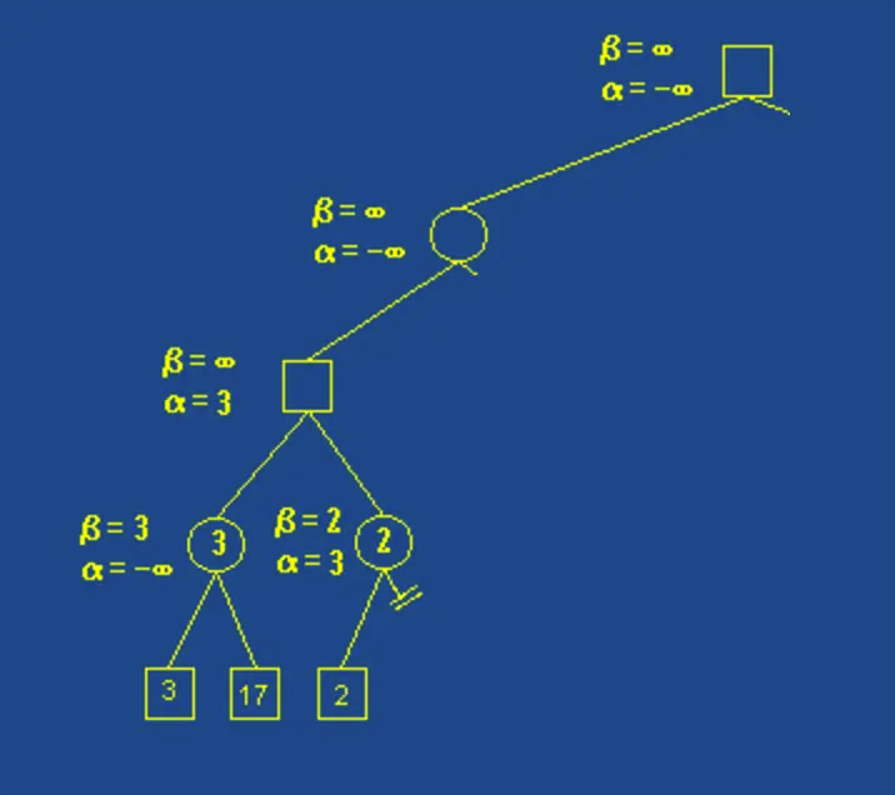 β = ∞
α = -∞
β = ∞
α = -∞
β = ∞
α = 3
β = 3
α = -∞
3
β = 2
α = 3
2
3
17
2